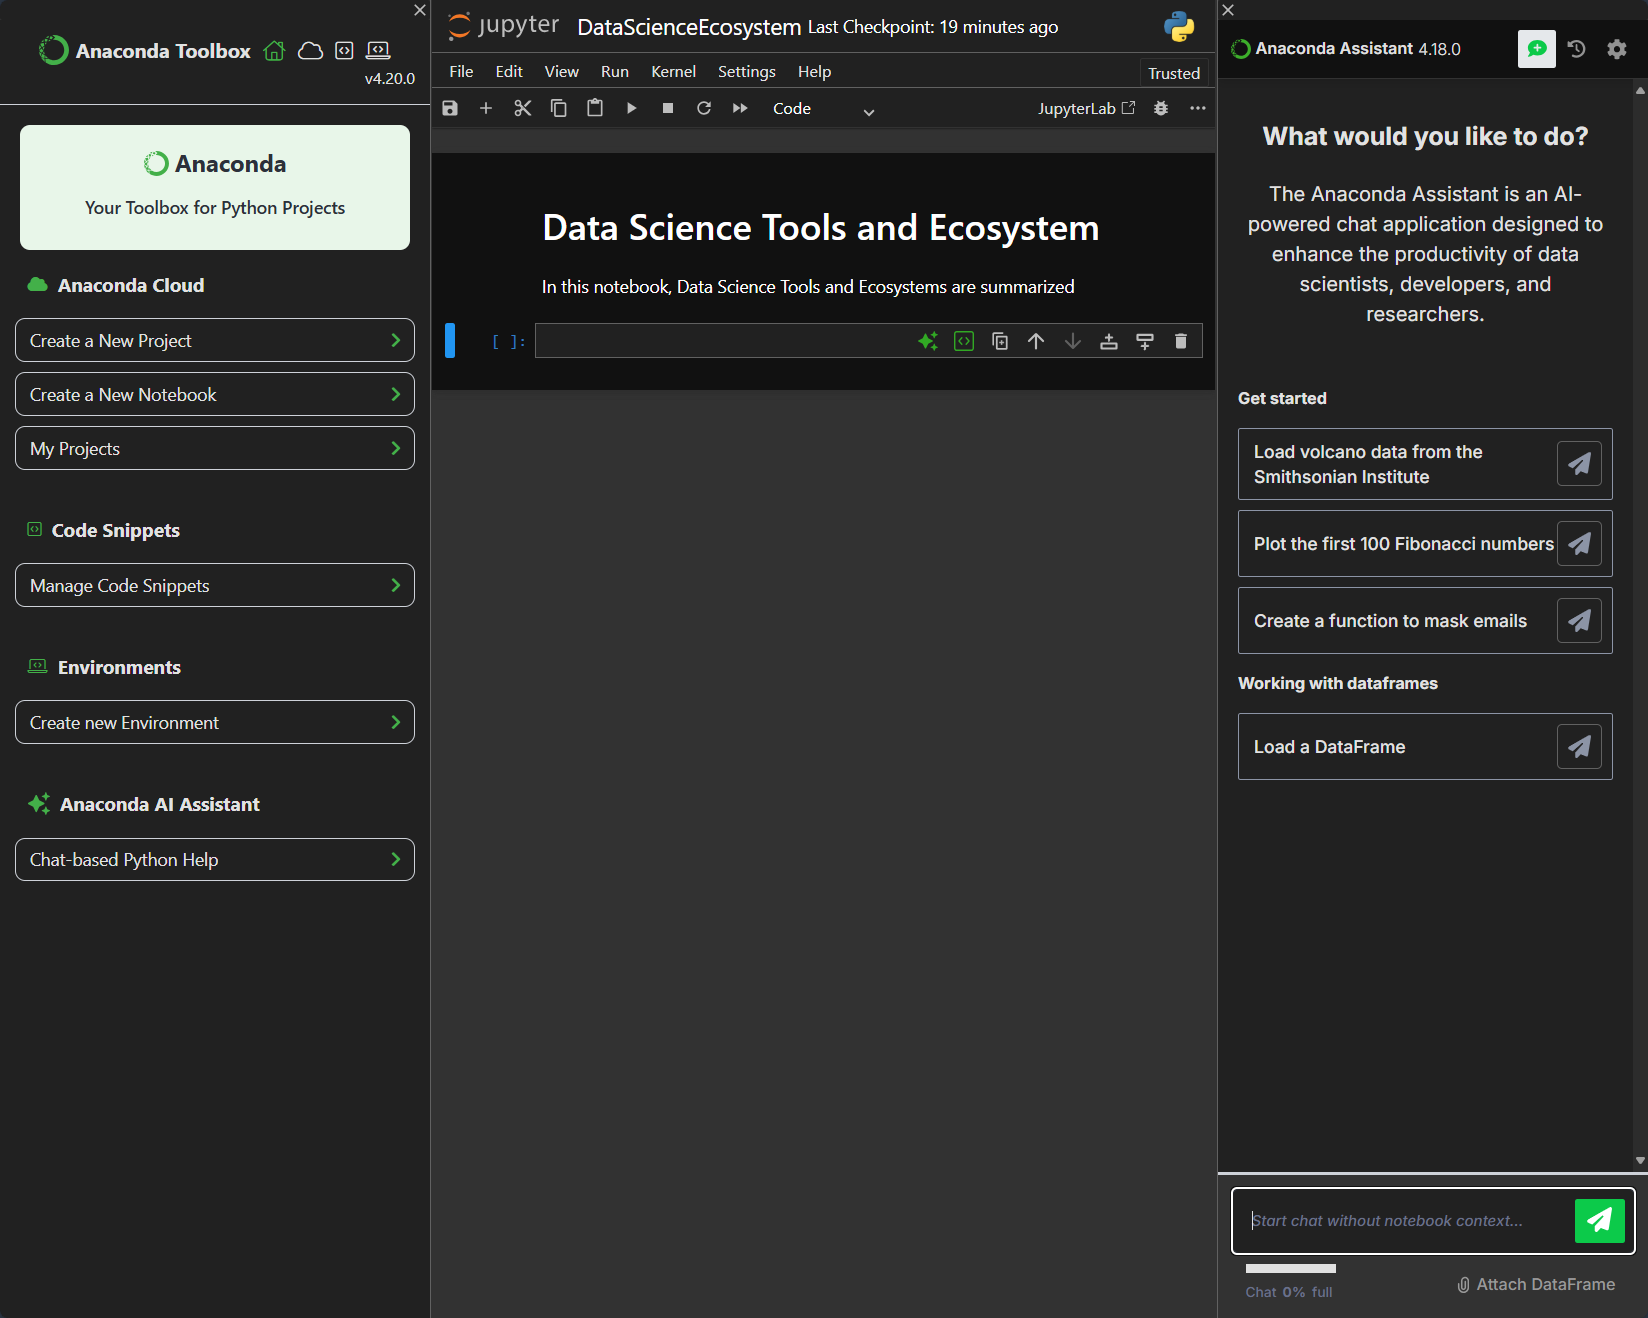 Anaconda Toolbox
v4.20.0
Anaconda
Your Toolbox for Python Projects
Anaconda Cloud
Create a New Project
Create a New Notebook
My Projects
Code Snippets
Manage Code Snippets
Environments
Create new Environment
Anaconda AI Assistant
Chat-based Python Help
jupyter DataScienceEcosystem Last Checkpoint: 19 minutes ago
File Edit View Run Kernel Settings Help Trusted
Code JupyterLab
Data Science Tools and Ecosystem
In this notebook, Data Science Tools and Ecosystems are summarized
[ ]:
Anaconda Assistant 4.18.0
What would you like to do?
The Anaconda Assistant is an AI-
powered chat application designed to
enhance the productivity of data
scientists, developers, and
researchers.
Get started
Load volcano data from the
Smithsonian Institute
Plot the first 100 Fibonacci numbers
Create a function to mask emails
Working with dataframes
Load a DataFrame
Start chat without notebook context...
Chat 0% full
Attach DataFrame